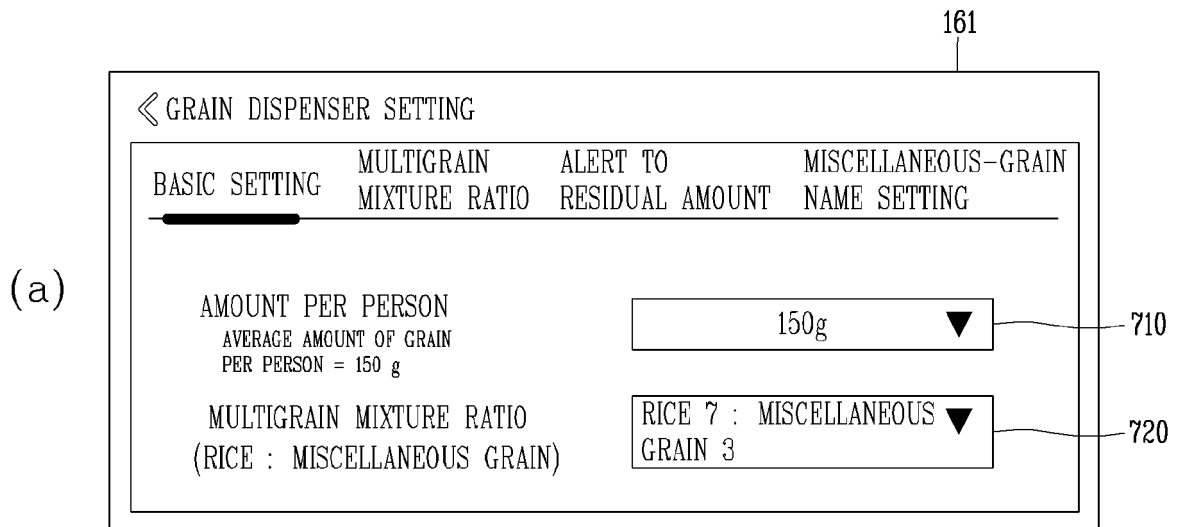 161
GRAIN DISPENSER SETTING
BASIC SETTING
MULTIGRAIN
MIXTURE RATIO
ALERT TO
RESIDUAL AMOUNT
MISCELLANEOUS-GRAIN
NAME SETTING
(a)
AMOUNT PER PERSON
AVERAGE AMOUNT OF GRAIN
PER PERSON = 150 g
150g
710
MULTIGRAIN MIXTURE RATIO
(RICE : MISCELLANEOUS GRAIN)
RICE 7 : MISCELLANEOUS
GRAIN 3
720